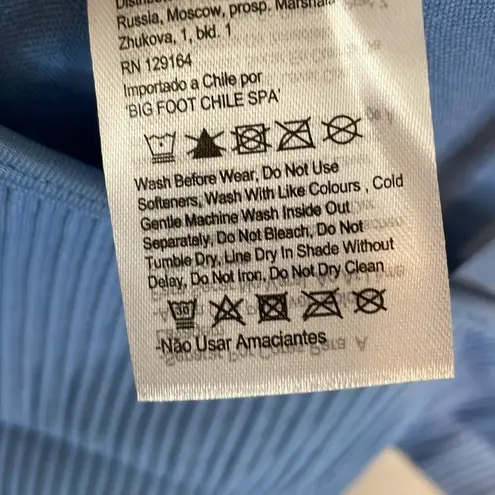 Russia, Moscow, prosp. Marshala
Zhukova, 1, bld. 1
RN 129164
Importado a Chile por
'BIG FOOT CHILE SPA'
Wash Before Wear, Do Not Use
Softeners, Wash With Like Colours , Cold
Gentle Machine Wash Inside Out
Separately, Do Not Bleach, Do Not
Tumble Dry, Line Dry In Shade Without
Delay, Do Not Iron, Do Not Dry Clean
30
-Não Usar Amaciantes